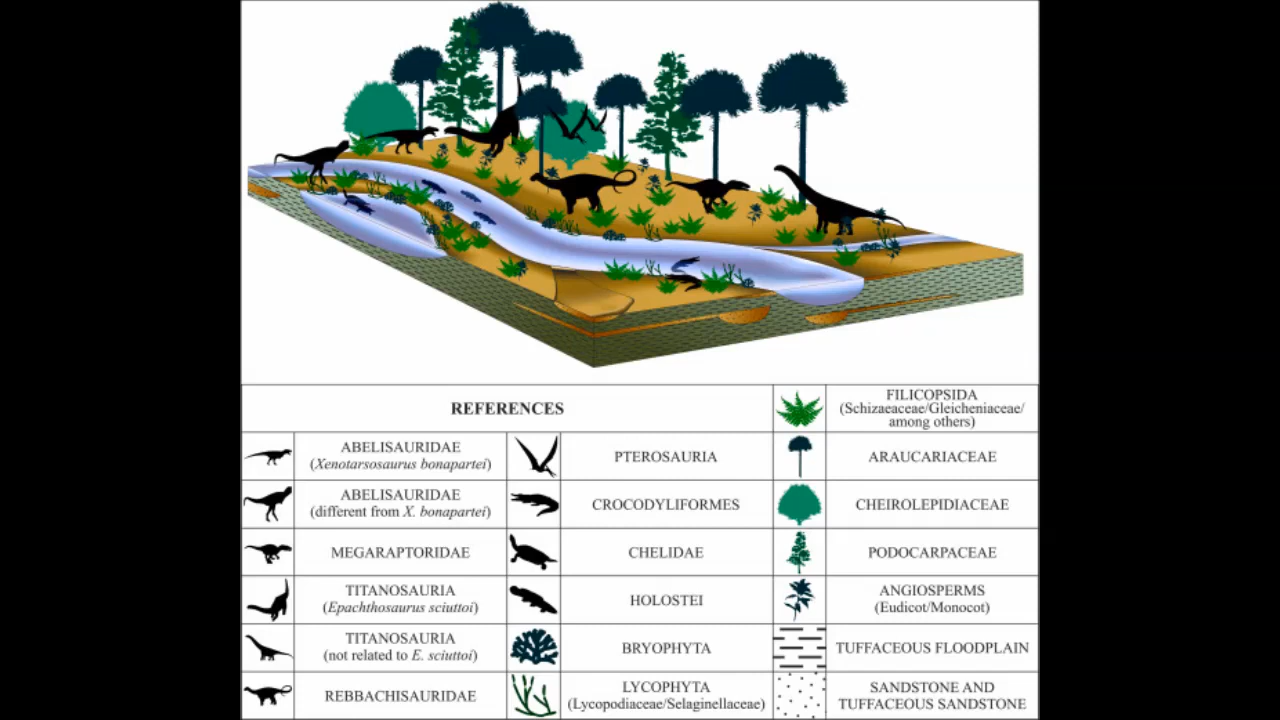 REFERENCES
FILICOPSIDA
(Schizaeaceae/Gleicheniaceae/
among others)
ABELISAURIDAE
(Xenotarsosaurus bonapartei)
PTEROSAURIA
ARAUCARIACEAE
ABELISAURIDAE
(different from X. bonapartei)
CROCODYLIFORMES
CHEIROLEPIDIACEAE
MEGARAPTORIDAE
CHELIDAE
PODOCARPACEAE
TITANOSAURIA
(Epachthosaurus sciuttoi)
HOLOSTEI
ANGIOSPERMS
(Eudicot/Monocot)
TITANOSAURIA
(not related to E. sciuttoi)
BRYOPHYTA
TUFFACEOUS FLOODPLAIN
REBBACHISAURIDAE
LYCOPHYTA
(Lycopodiaceae/Selaginellaceae)
SANDSTONE AND
TUFFACEOUS SANDSTONE